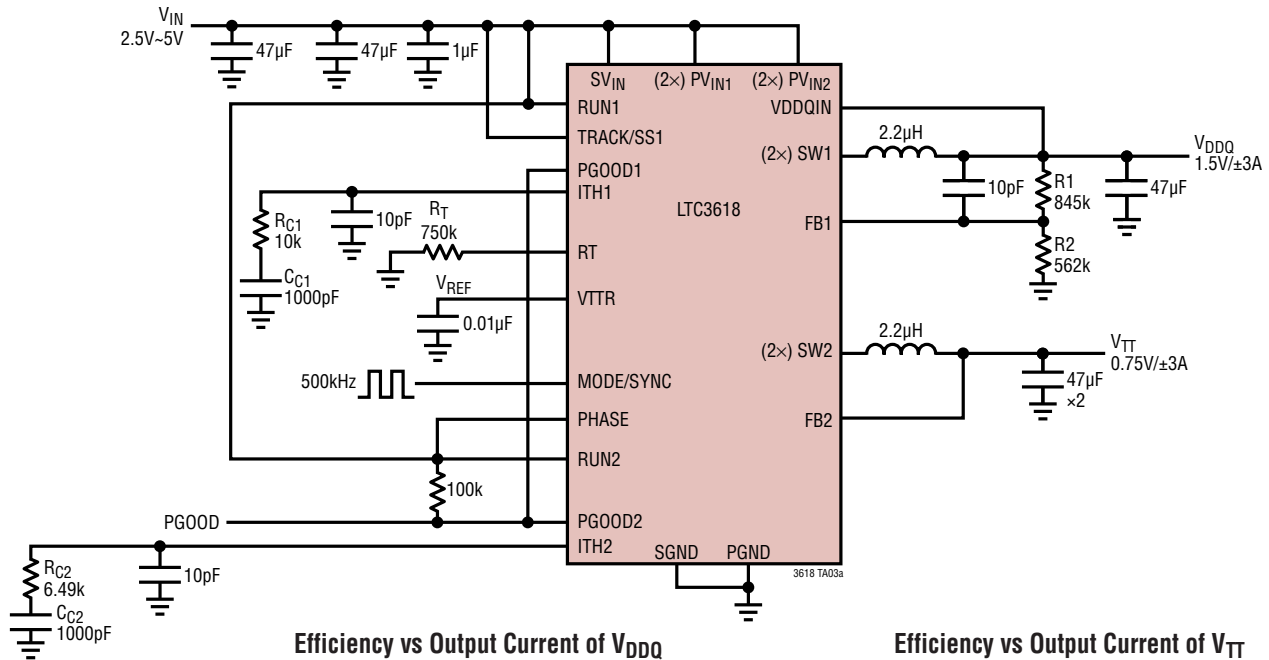 VIN
2.5V~5V
47µF
47µF
1µF
SVIN
(2×) PVIN1
(2×) PVIN2
RUN1
VDDQIN
TRACK/SS1
2.2µH
(2×) SW1
VDDQ
1.5V/±3A
PGOOD1
ITH1
10pF
R1
845k
47µF
LTC3618
RC1
10k
10pF
RT
750k
FB1
RT
R2
562k
CC1
1000pF
VREF
VTTR
0.01µF
2.2µH
(2×) SW2
VTT
0.75V/±3A
500kHz
MODE/SYNC
47µF
×2
PHASE
FB2
RUN2
100k
PGOOD
PGOOD2
ITH2
SGND
PGND
3618 TA03a
RC2
6.49k
10pF
CC2
1000pF
Efficiency vs Output Current of VDDQ
Efficiency vs Output Current of VTT